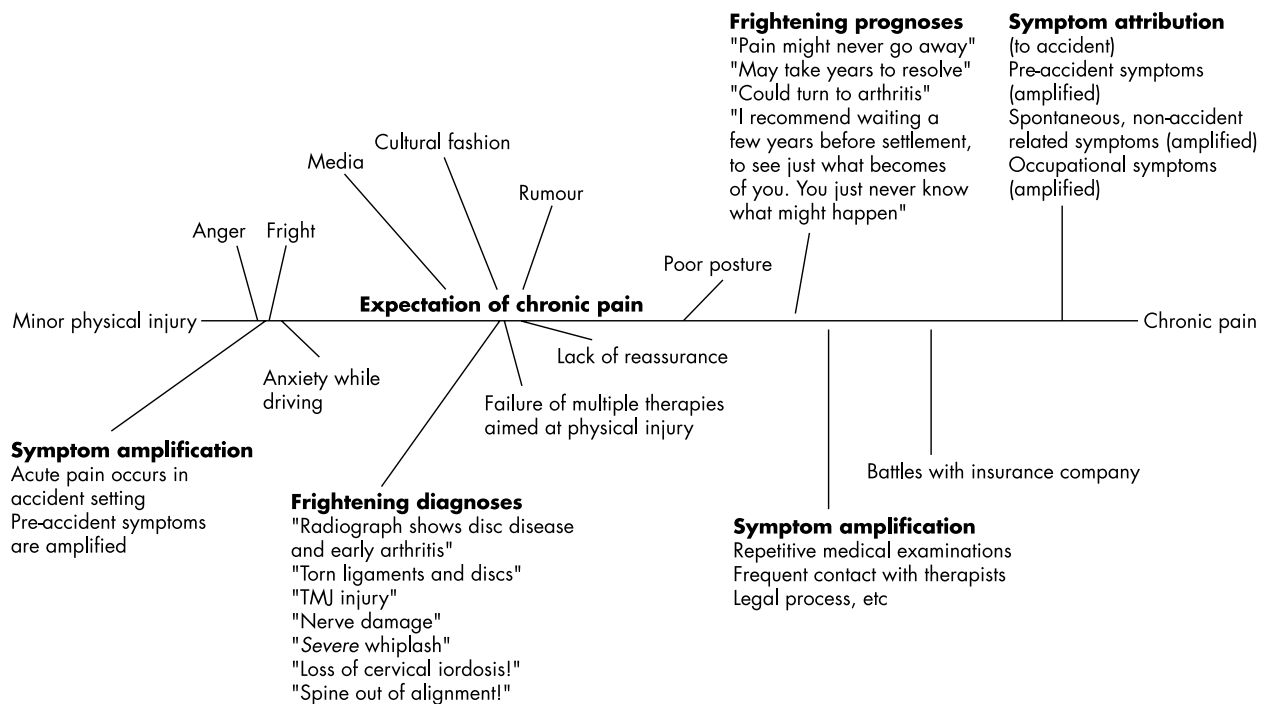 Frightening prognoses
"Pain might never go away"
"May take years to resolve"
"Could turn to arthritis"
"I recommend waiting a
few years before settlement,
to see just what becomes
of you. You just never know
what might happen"
Symptom attribution
(to accident)
Pre-accident symptoms
(amplified)
Spontaneous, non-accident
related symptoms (amplified)
Occupational symptoms
(amplified)
Cultural fashion
Media
Rumour
Anger
Fright
Poor posture
Expectation of chronic pain
Minor physical injury
Chronic pain
Lack of reassurance
Anxiety while
driving
Failure of multiple therapies
aimed at physical injury
Symptom amplification
Acute pain occurs in
accident setting
Pre-accident symptoms
are amplified
Battles with insurance company
Frightening diagnoses
"Radiograph shows disc disease
and early arthritis"
"Torn ligaments and discs"
"TMJ injury"
"Nerve damage"
"Severe whiplash"
"Loss of cervical iordosis!"
"Spine out of alignment!"
Symptom amplification
Repetitive medical examinations
Frequent contact with therapists
Legal process, etc